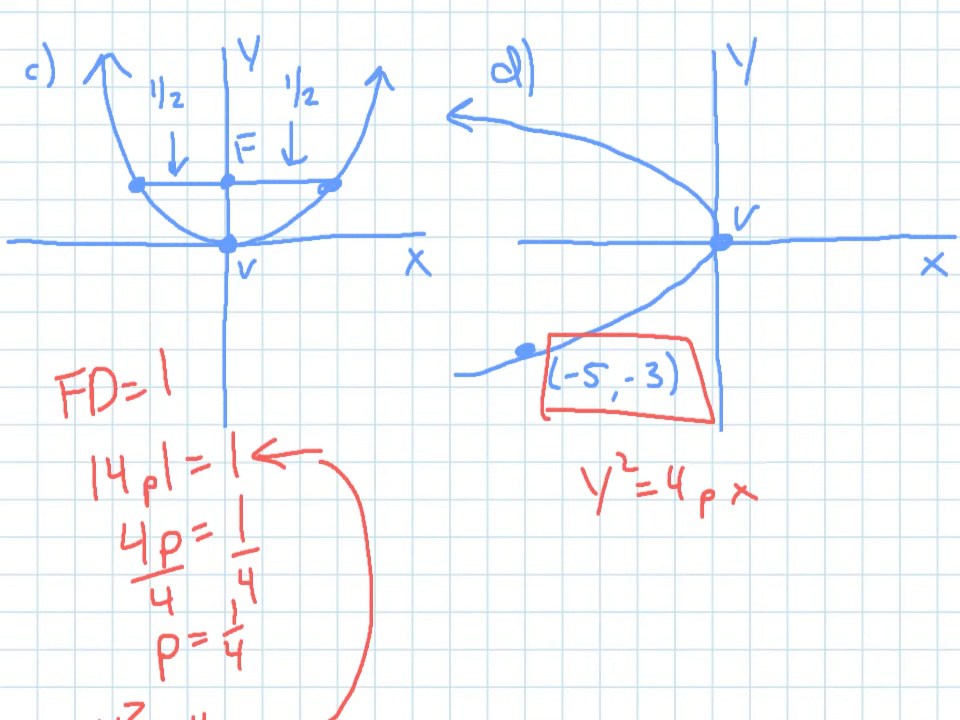 c)
Y
1/2
1/2
F
V
X
FD = 1
|4p| = 1
4p = 1
4 4
p = 1/4
d)
Y
V
X
(-5, -3)
y² = 4px